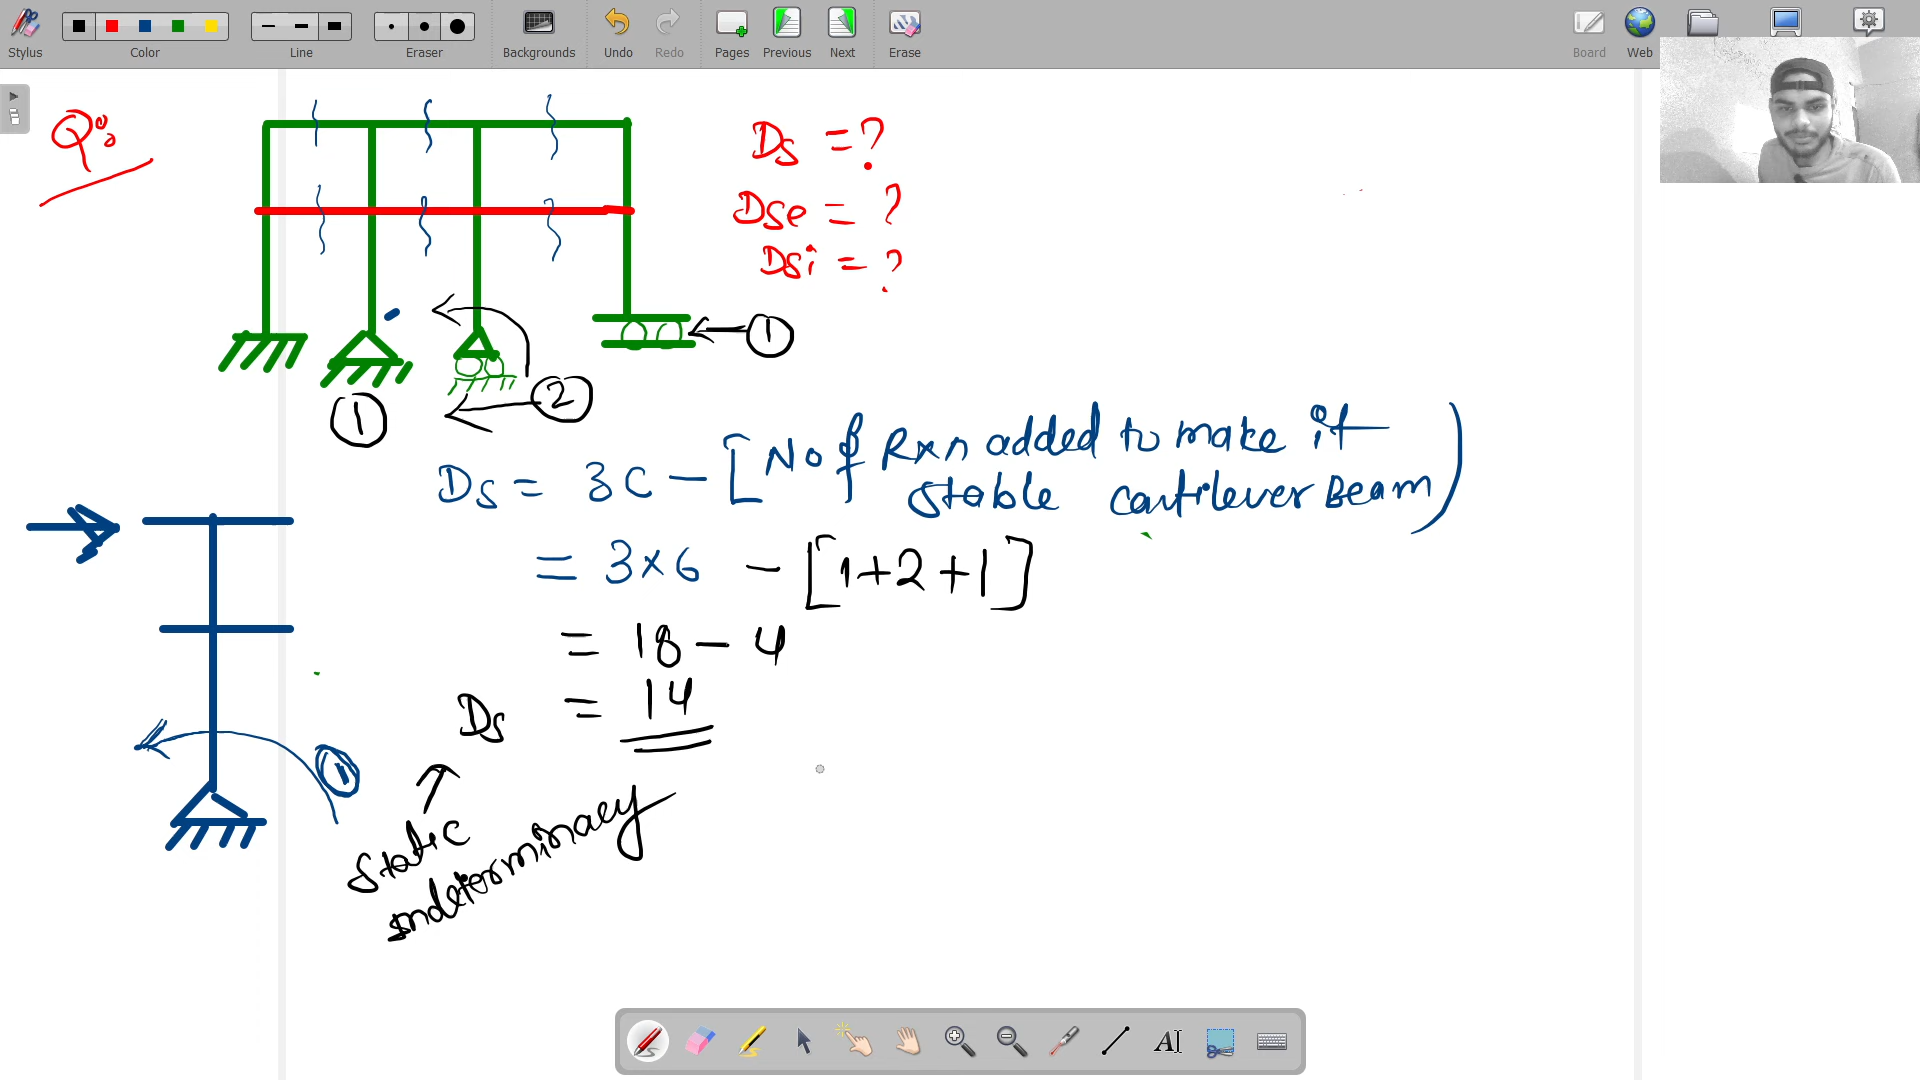 Stylus
Color
Line
Eraser
Backgrounds
Undo
Redo
Pages
Previous
Next
Erase
Board
Web
Q:
Ds = ?
Dse = ?
Dsi = ?
1
2
1
Ds = 3C - [No of Rxn added to make it
stable cantilever Beam)
= 3×6 - [1+2+1]
= 18 - 4
Ds = 14
1
Static
indeterminacy
AI